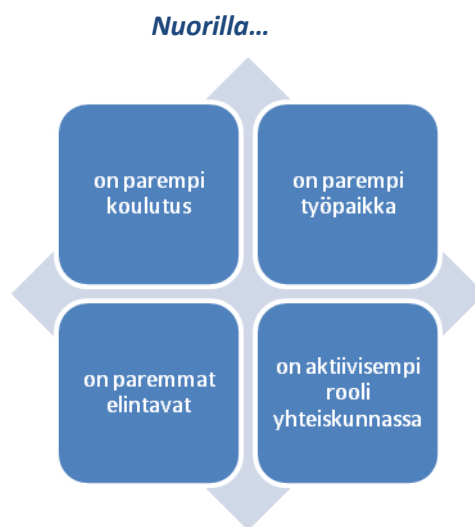 Nuorilla…
on parempi
koulutus
on parempi
työpaikka
on paremmat
elintavat
on aktiivisempi
rooli
yhteiskunnassa